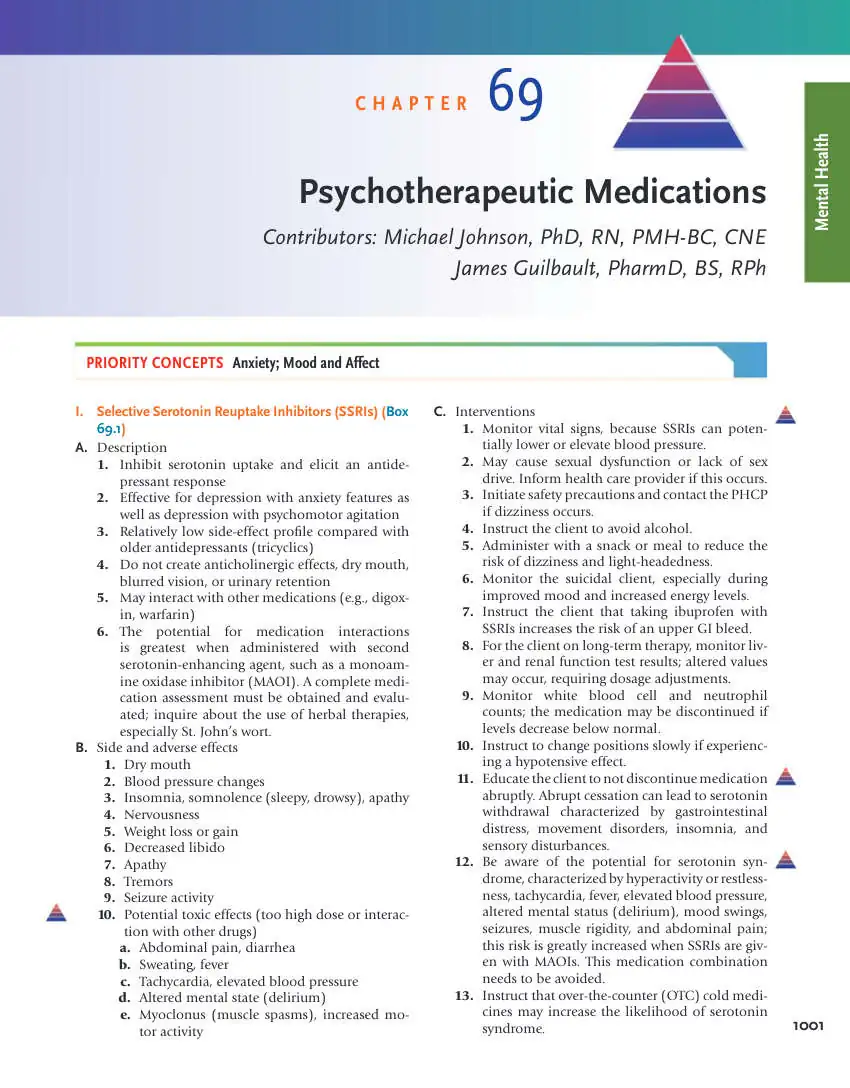 CHAPTER 69
Mental Health
Psychotherapeutic Medications
Contributors: Michael Johnson, PhD, RN, PMH-BC, CNE
James Guilbault, PharmD, BS, RPh
PRIORITY CONCEPTS Anxiety; Mood and Affect
I. Selective Serotonin Reuptake Inhibitors (SSRIs) (Box
69.1)
A. Description
1. Inhibit serotonin uptake and elicit an antide-
pressant response
2. Effective for depression with anxiety features as
well as depression with psychomotor agitation
3. Relatively low side-effect profile compared with
older antidepressants (tricyclics)
4. Do not create anticholinergic effects, dry mouth,
blurred vision, or urinary retention
5. May interact with other medications (e.g., digox-
in, warfarin)
6. The potential for medication interactions
is greatest when administered with second
serotonin-enhancing agent, such as a monoam-
ine oxidase inhibitor (MAOI). A complete medi-
cation assessment must be obtained and evalu-
ated; inquire about the use of herbal therapies,
especially St. John's wort.
B. Side and adverse effects
1. Dry mouth
2. Blood pressure changes
3. Insomnia, somnolence (sleepy, drowsy), apathy
4. Nervousness
5. Weight loss or gain
6. Decreased libido
7. Apathy
8. Tremors
9. Seizure activity
10. Potential toxic effects (too high dose or interac-
tion with other drugs)
a. Abdominal pain, diarrhea
b. Sweating, fever
c. Tachycardia, elevated blood pressure
d. Altered mental state (delirium)
e. Myoclonus (muscle spasms), increased mo-
tor activity
C. Interventions
1. Monitor vital signs, because SSRIs can poten-
tially lower or elevate blood pressure.
2. May cause sexual dysfunction or lack of sex
drive. Inform health care provider if this occurs.
3. Initiate safety precautions and contact the PHCP
if dizziness occurs.
4. Instruct the client to avoid alcohol.
5. Administer with a snack or meal to reduce the
risk of dizziness and light-headedness.
6. Monitor the suicidal client, especially during
improved mood and increased energy levels.
7. Instruct the client that taking ibuprofen with
SSRIs increases the risk of an upper GI bleed.
8. For the client on long-term therapy, monitor liv-
er and renal function test results; altered values
may occur, requiring dosage adjustments.
9. Monitor white blood cell and neutrophil
counts; the medication may be discontinued if
levels decrease below normal.
10. Instruct to change positions slowly if experienc-
ing a hypotensive effect.
11. Educate the client to not discontinue medication
abruptly. Abrupt cessation can lead to serotonin
withdrawal characterized by gastrointestinal
distress, movement disorders, insomnia, and
sensory disturbances.
12. Be aware of the potential for serotonin syn-
drome, characterized by hyperactivity or restless-
ness, tachycardia, fever, elevated blood pressure,
altered mental status (delirium), mood swings,
seizures, muscle rigidity, and abdominal pain;
this risk is greatly increased when SSRIs are giv-
en with MAOIs. This medication combination
needs to be avoided.
13. Instruct that over-the-counter (OTC) cold medi-
cines may increase the likelihood of serotonin
syndrome.
1001